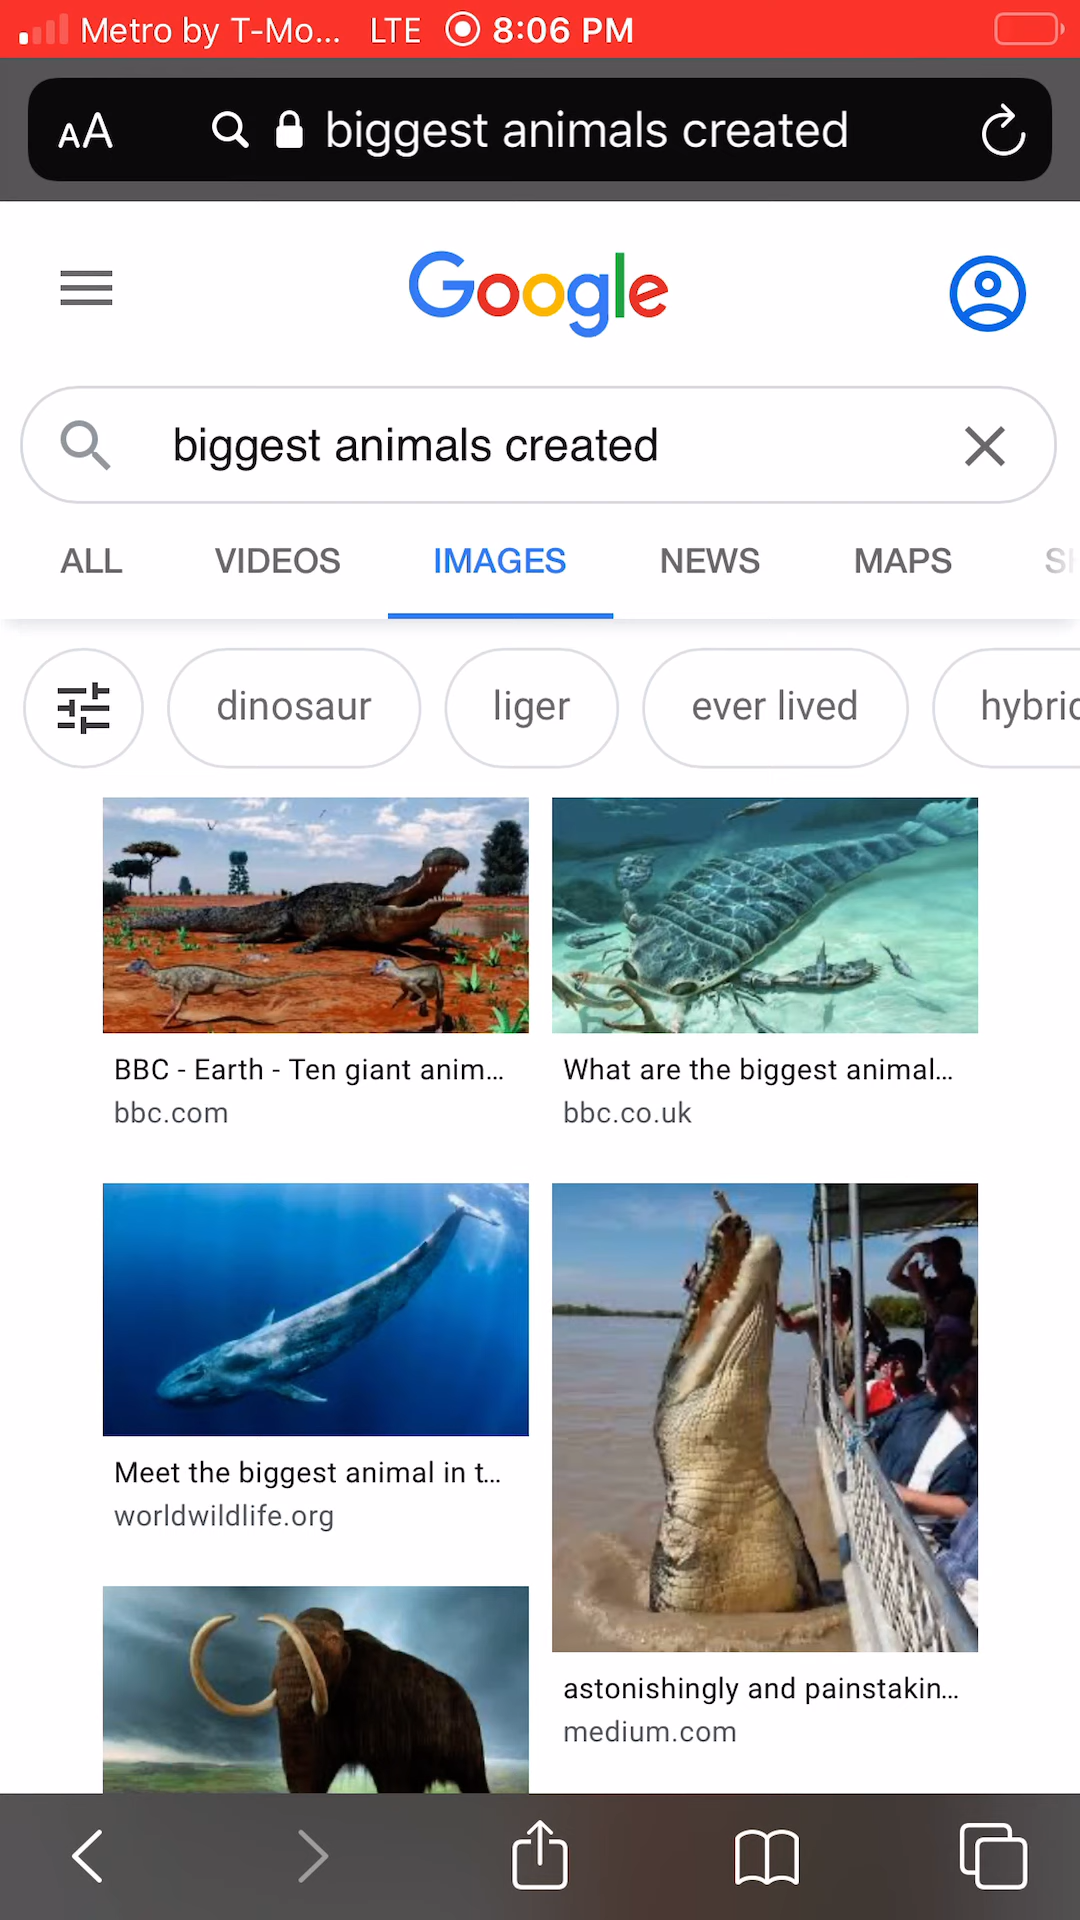 Metro by T-Mo... LTE 8:06 PM
AA biggest animals created
Google
biggest animals created
ALL VIDEOS IMAGES NEWS MAPS
dinosaur liger ever lived hybric
BBC - Earth - Ten giant anim...
bbc.com
What are the biggest animal...
bbc.co.uk
Meet the biggest animal in t...
worldwildlife.org
astonishingly and painstakin...
medium.com